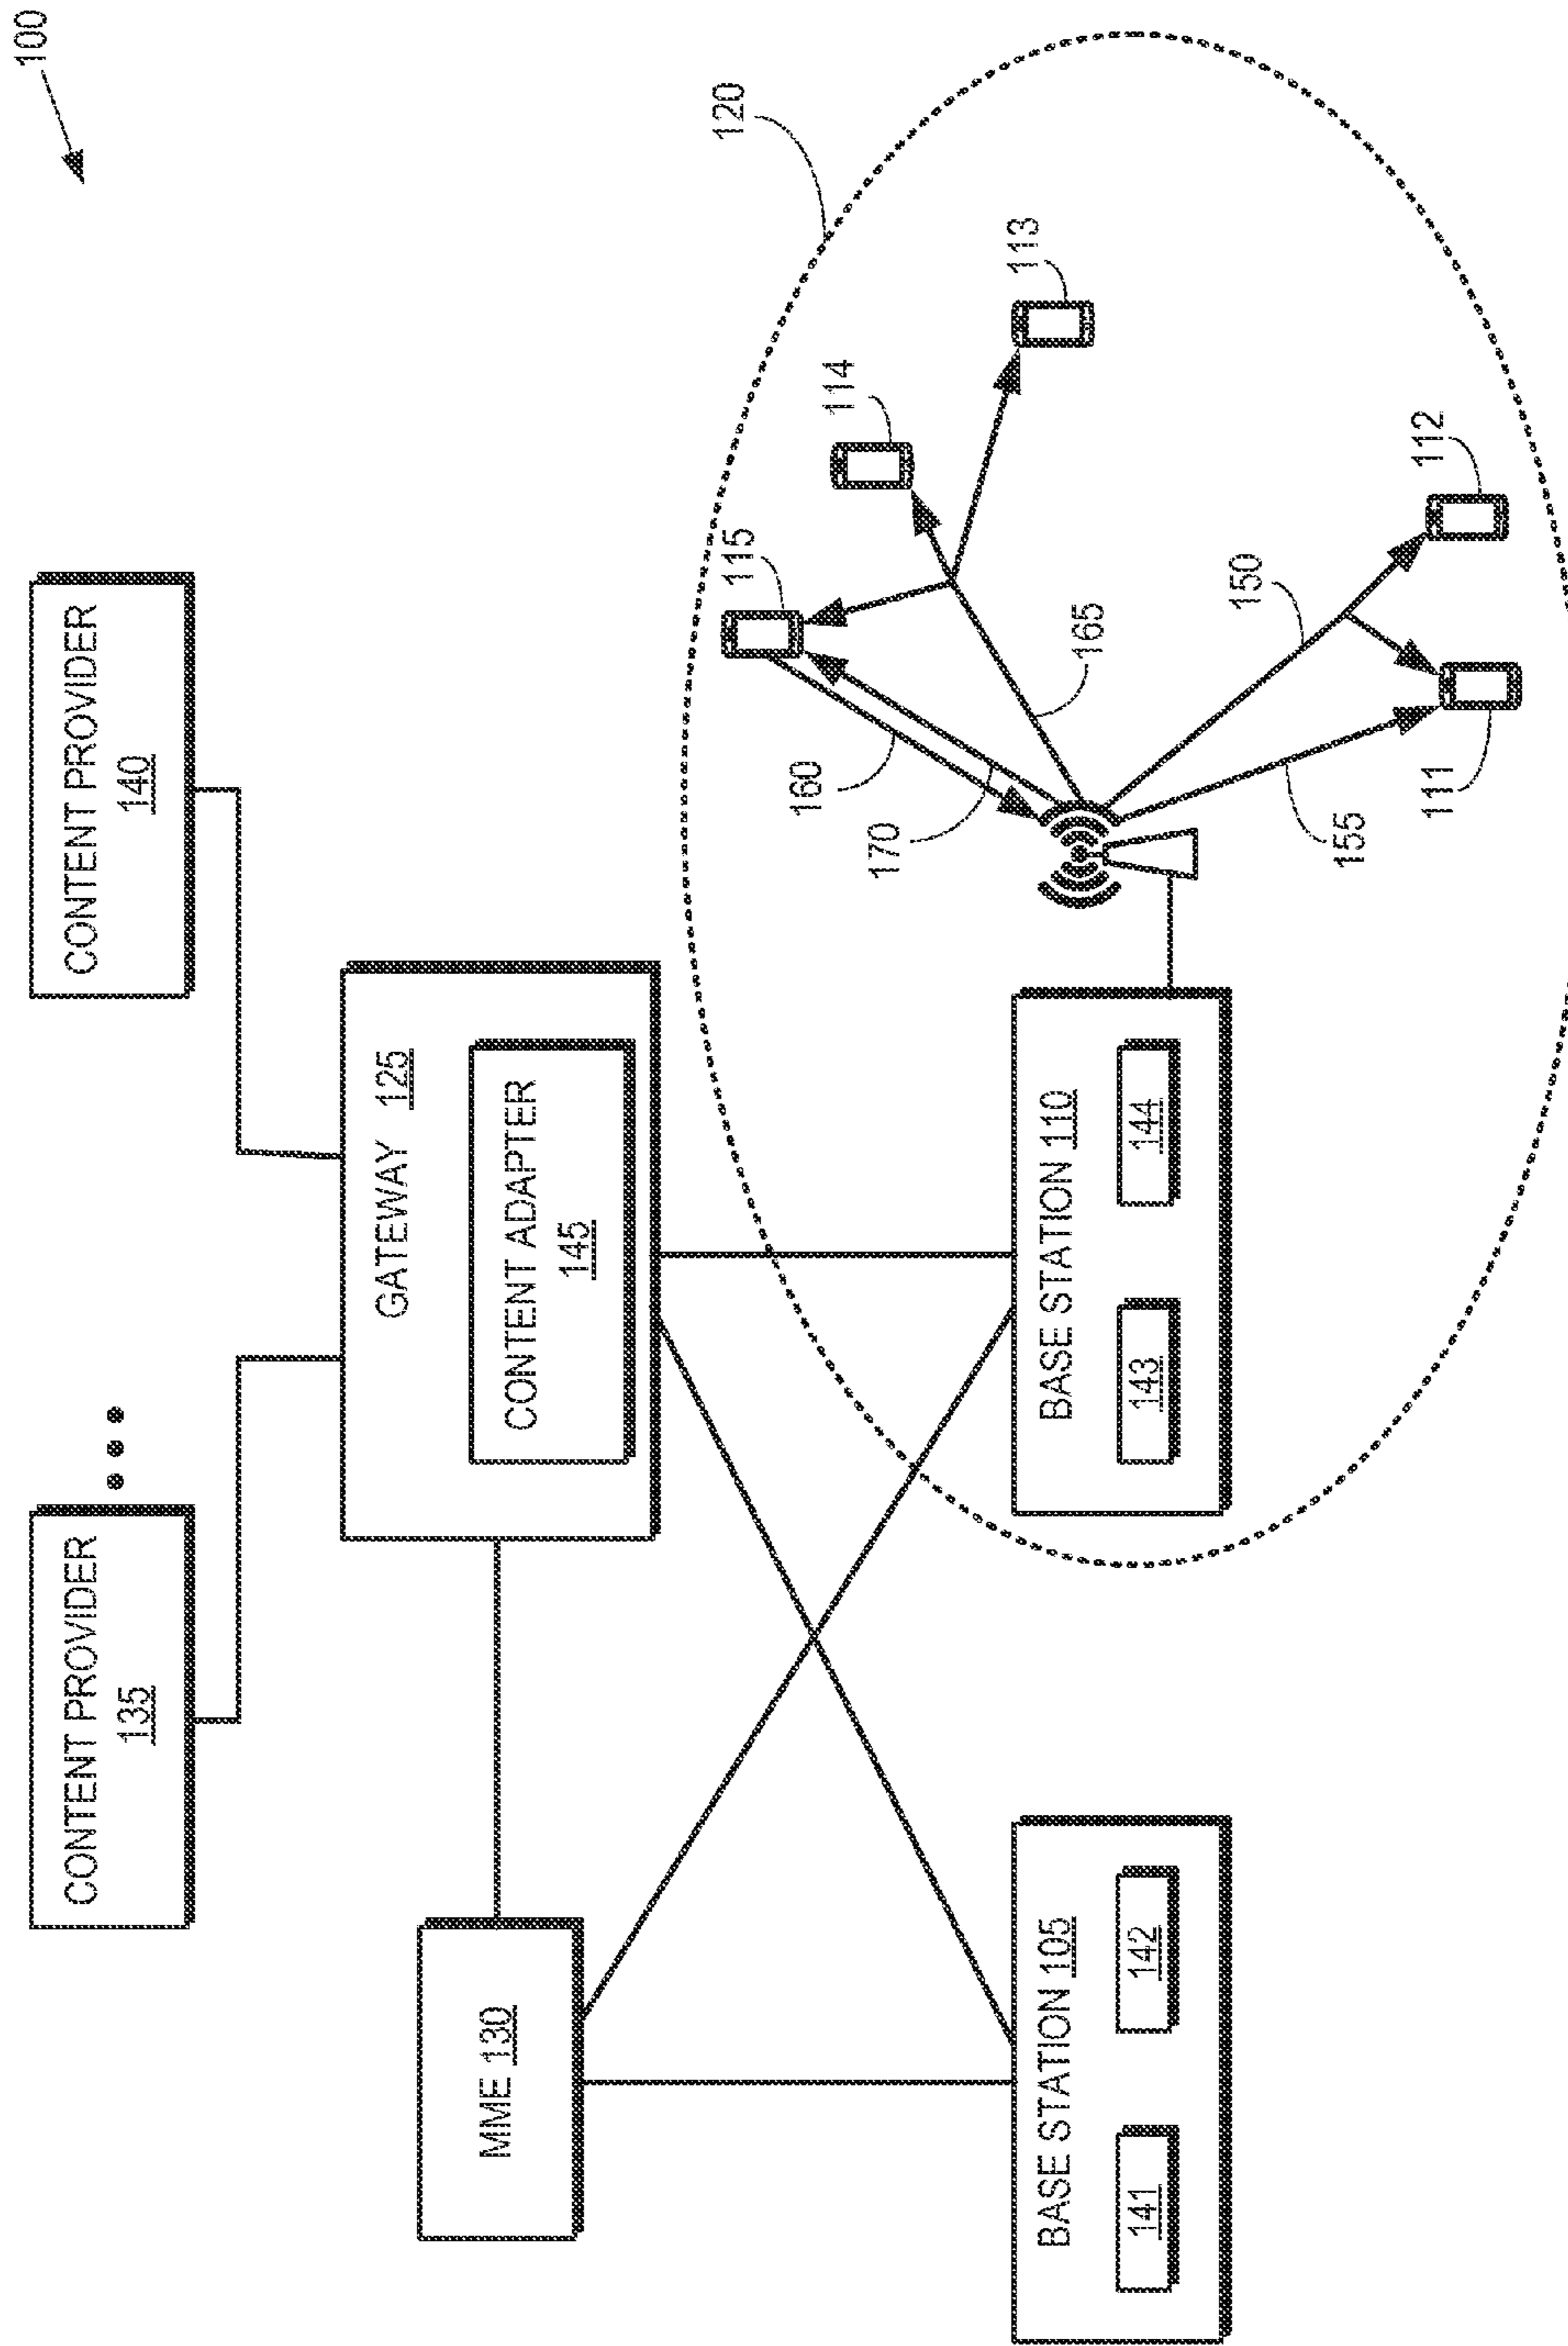 100
CONTENT PROVIDER
135
CONTENT PROVIDER
140
GATEWAY 125
CONTENT ADAPTER
145
MME 130
120
115
114
113
160
170
165
150
155
112
111
BASE STATION 105
141
142
BASE STATION 110
143
144